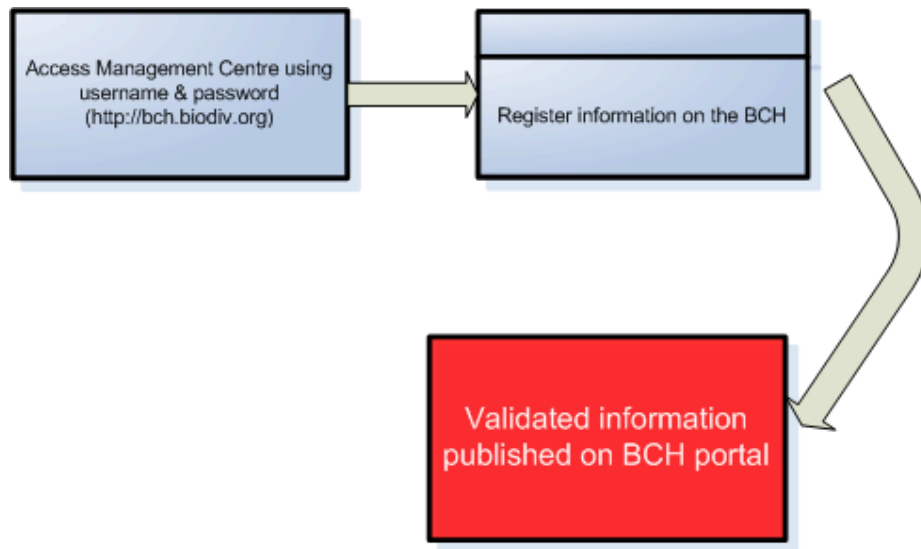 Access Management Centre using
username & password
(http://bch.biodiv.org)
Register information on the BCH
Validated information
published on BCH portal